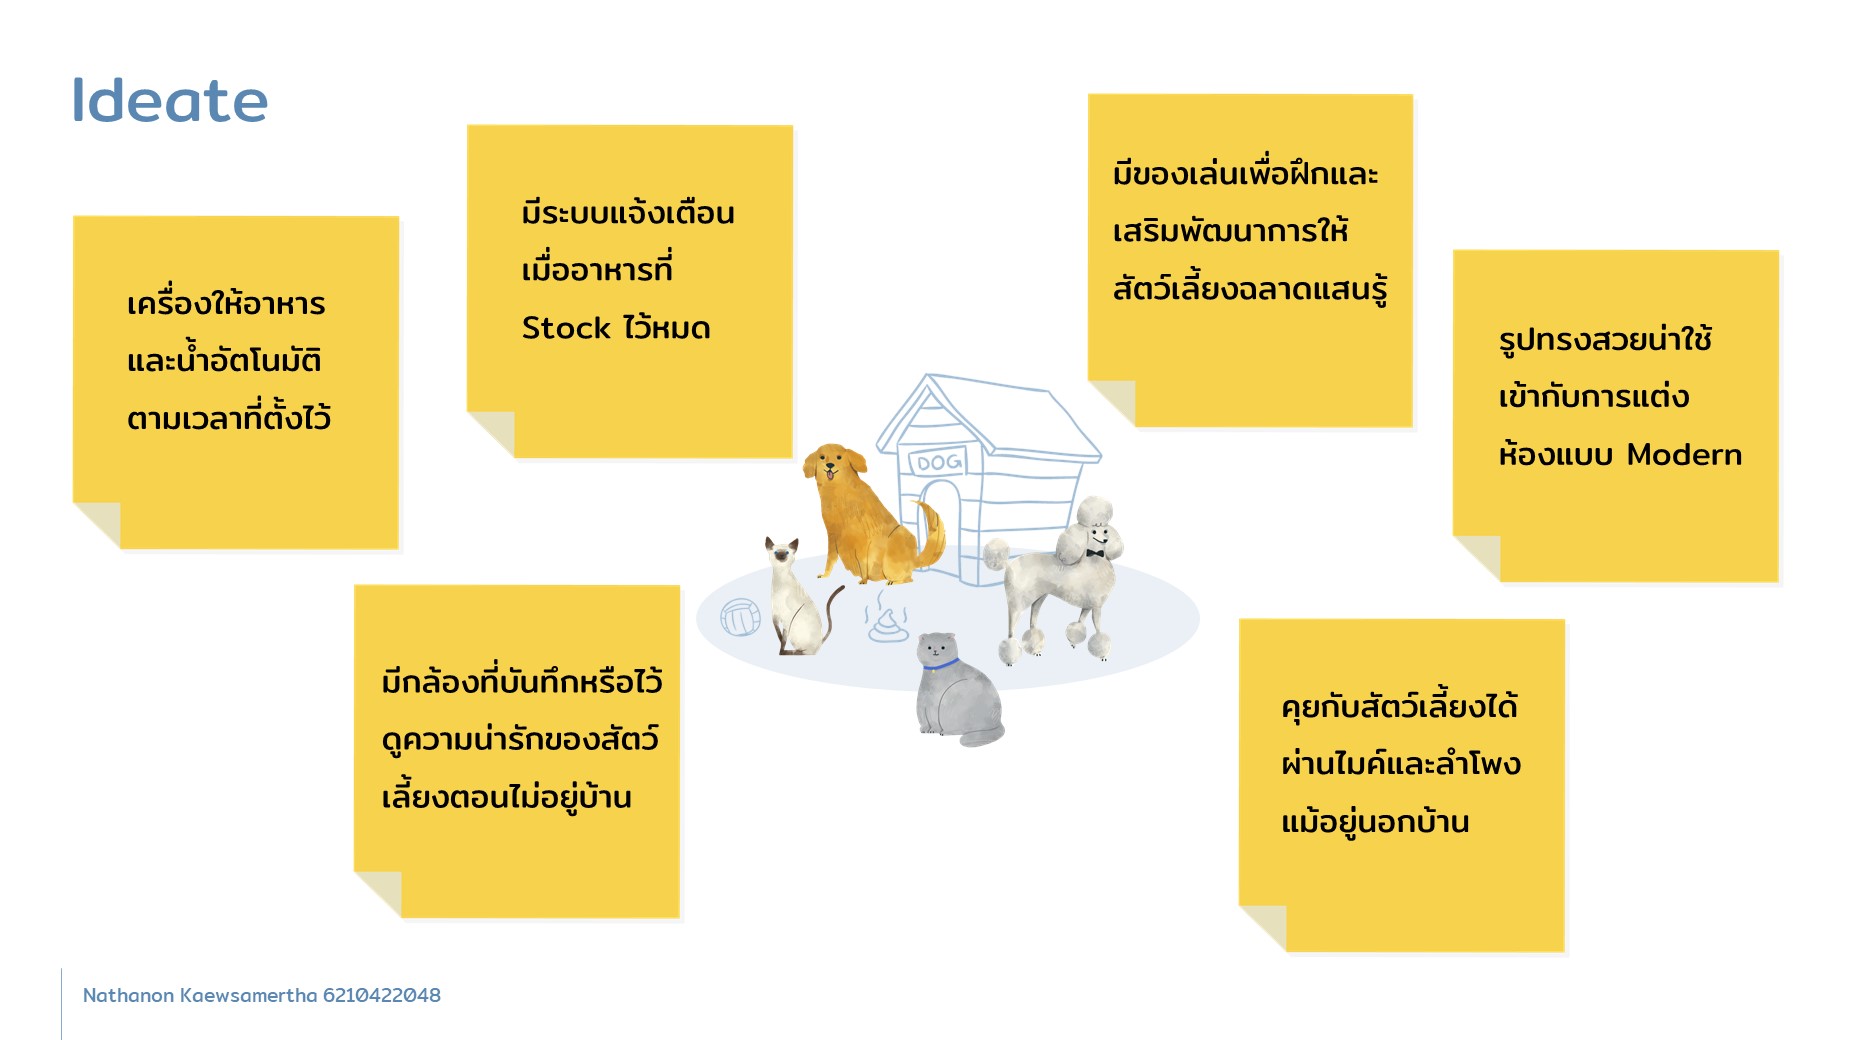 Ideate
เครื่องให้อาหาร
และน้ำอัตโนมัติ
ตามเวลาที่ตั้งไว้
มีระบบแจ้งเตือน
เมื่ออาหารที่
Stock ไว้หมด
มีของเล่นเพื่อฝึกและ
เสริมพัฒนาการให้
สัตว์เลี้ยงฉลาดแสนรู้
รูปทรงสวยน่าใช้
เข้ากับการแต่ง
ห้องแบบ Modern
DOG
มีกล้องที่บันทึกหรือไว้
ดูความน่ารักของสัตว์
เลี้ยงตอนไม่อยู่บ้าน
คุยกับสัตว์เลี้ยงได้
ผ่านไมค์และลำโพง
แม้อยู่นอกบ้าน
Nathanon Kaewsamertha 6210422048